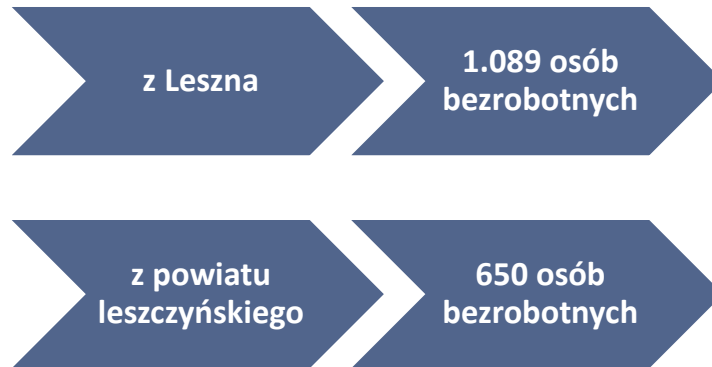 z Leszna
1.089 osób
bezrobotnych
z powiatu
leszczyńskiego
650 osób
bezrobotnych